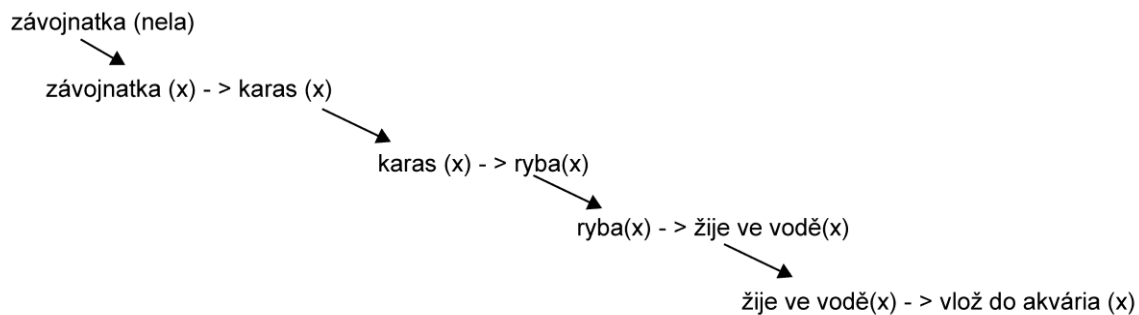 závojnatka (nela)
závojnatka (x) - > karas (x)
karas (x) - > ryba(x)
ryba(x) - > žije ve vodě(x)
žije ve vodě(x) - > vlož do akvária (x)